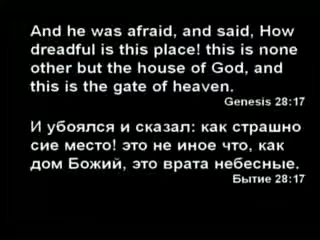 And he was afraid, and said, How
dreadful is this place! this is none
other but the house of God, and
this is the gate of heaven.
Genesis 28:17
И убоялся и сказал: как страшно
сие место! это не иное что, как
дом Божий, это врата небесные.
Бытие 28:17